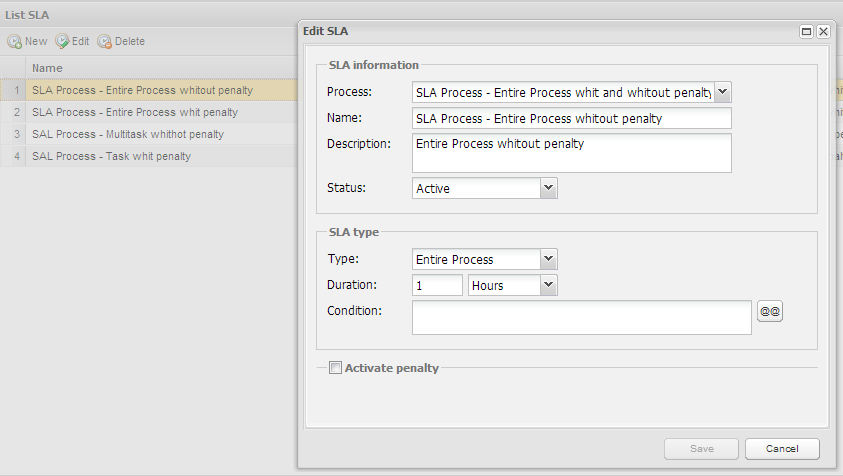 List SLA
New Edit Delete
Name
1 SLA Process - Entire Process whitout penalty
2 SLA Process - Entire Process whit penalty
3 SAL Process - Multitask whithot penalty
4 SAL Process - Task whit penalty
Edit SLA
SLA information
Process: SLA Process - Entire Process whit and whitout penalty
Name: SLA Process - Entire Process whitout penalty
Description: Entire Process whitout penalty
Status: Active
SLA type
Type: Entire Process
Duration: 1 Hours
Condition: @@
Activate penalty
Save Cancel